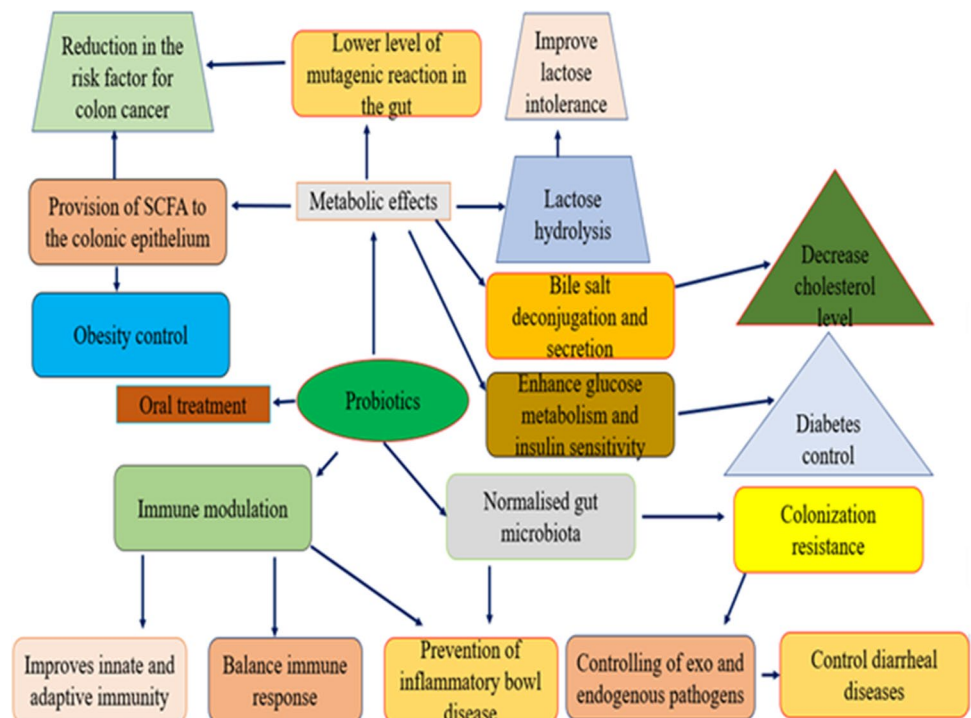 Reduction in the
risk factor for
colon cancer
Lower level of
mutagenic reaction in
the gut
Improve
lactose
intolerance
Provision of SCFA to
the colonic epithelium
Metabolic effects
Lactose
hydrolysis
Decrease
cholesterol
level
Bile salt
deconjugation and
secretion
Obesity control
Oral treatment
Probiotics
Enhance glucose
metabolism and
insulin sensitivity
Diabetes
control
Immune modulation
Normalised gut
microbiota
Colonization
resistance
Improves innate and
adaptive immunity
Balance immune
response
Prevention of
inflammatory bowl
disease
Controlling of exo and
endogenous pathogens
Control diarrheal
diseases